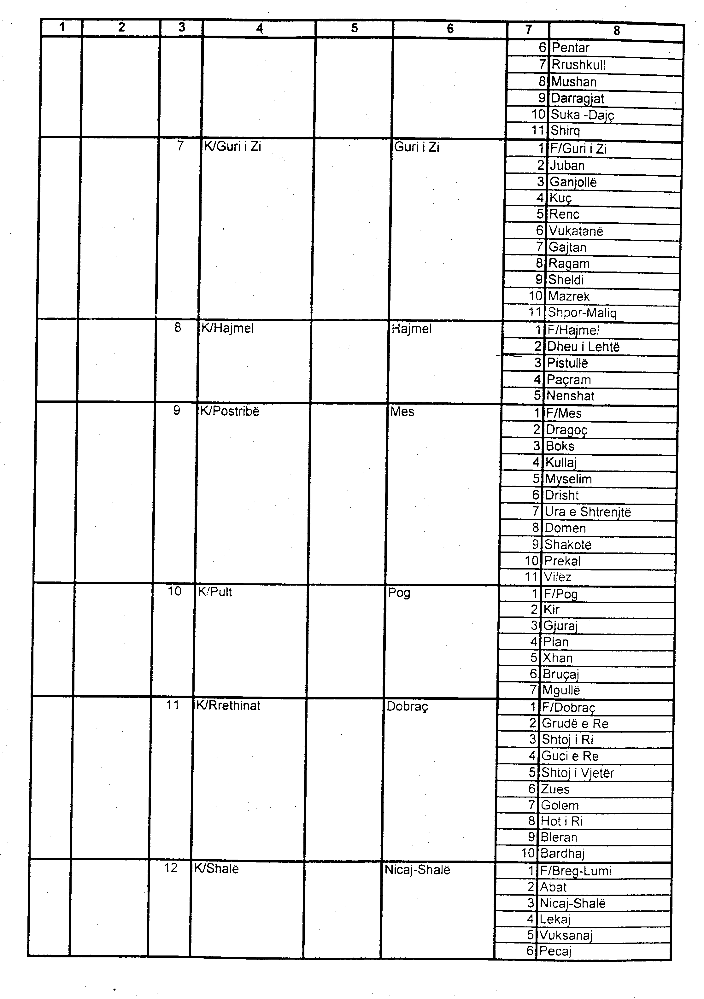 1 2 3 4 5 6 7 8
6 Pentar
7 Rrushkull
8 Mushan
9 Darragjat
10 Suka -Dajç
11 Shirq
7 K/Guri i Zi Guri i Zi 1 F/Guri i Zi
2 Juban
3 Ganjollë
4 Kuç
5 Renc
6 Vukatanë
7 Gajtan
8 Ragam
9 Sheldi
10 Mazrek
11 Shpor-Maliq
8 K/Hajmel Hajmel 1 F/Hajmel
2 Dheu i Lehtë
3 Pistullë
4 Paçram
5 Nenshat
9 K/Postribë Mes 1 F/Mes
2 Dragoç
3 Boks
4 Kullaj
5 Myselim
6 Drisht
7 Ura e Shtrenjtë
8 Domen
9 Shakotë
10 Prekal
11 Vilëz
10 K/Pult Pog 1 F/Pog
2 Kir
3 Gjuraj
4 Plan
5 Xhan
6 Bruçaj
7 Mgullë
11 K/Rrethinat Dobraç 1 F/Dobraç
2 Grudë e Re
3 Shtoj i Ri
4 Guci e Re
5 Shtoj i Vjetër
6 Zues
7 Golem
8 Hot i Ri
9 Bleran
10 Bardhaj
12 K/Shalë Nicaj-Shalë 1 F/Breg-Lumi
2 Abat
3 Nicaj-Shalë
4 Lekaj
5 Vuksanaj
6 Pecaj